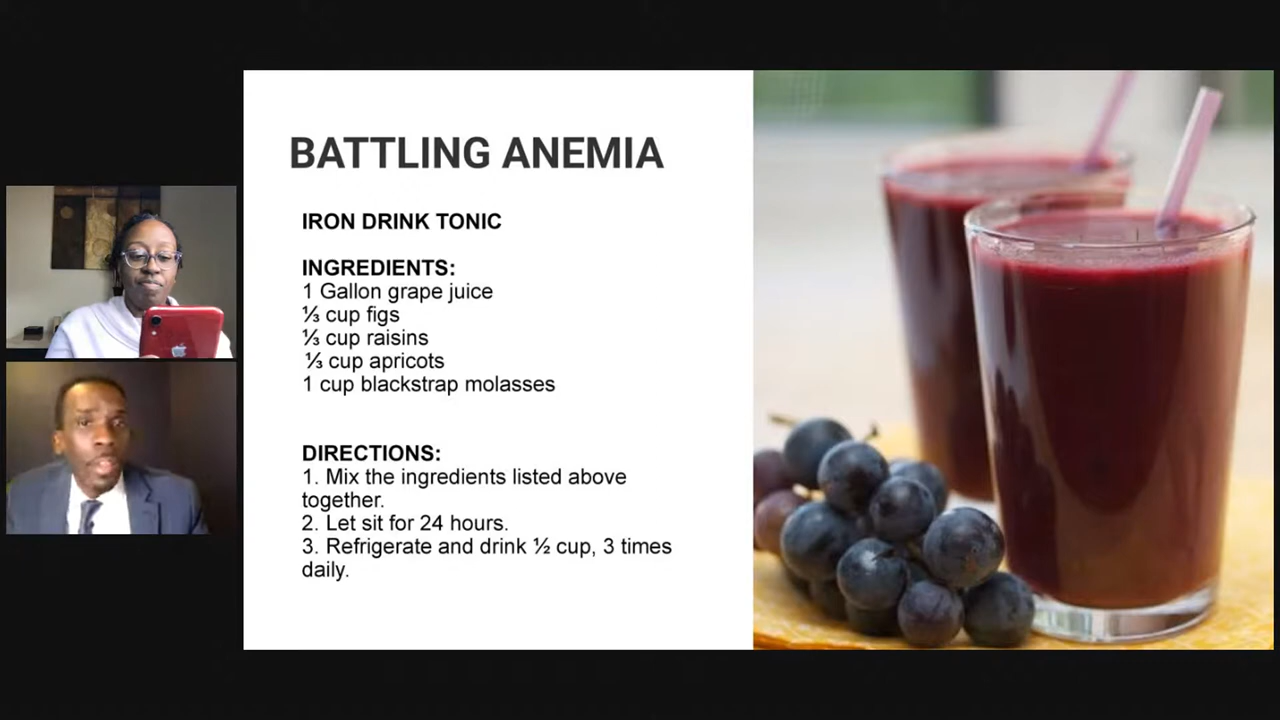 BATTLING ANEMIA
IRON DRINK TONIC
INGREDIENTS:
1 Gallon grape juice
⅓ cup figs
⅓ cup raisins
⅓ cup apricots
1 cup blackstrap molasses
DIRECTIONS:
1. Mix the ingredients listed above
together.
2. Let sit for 24 hours.
3. Refrigerate and drink ½ cup, 3 times
daily.